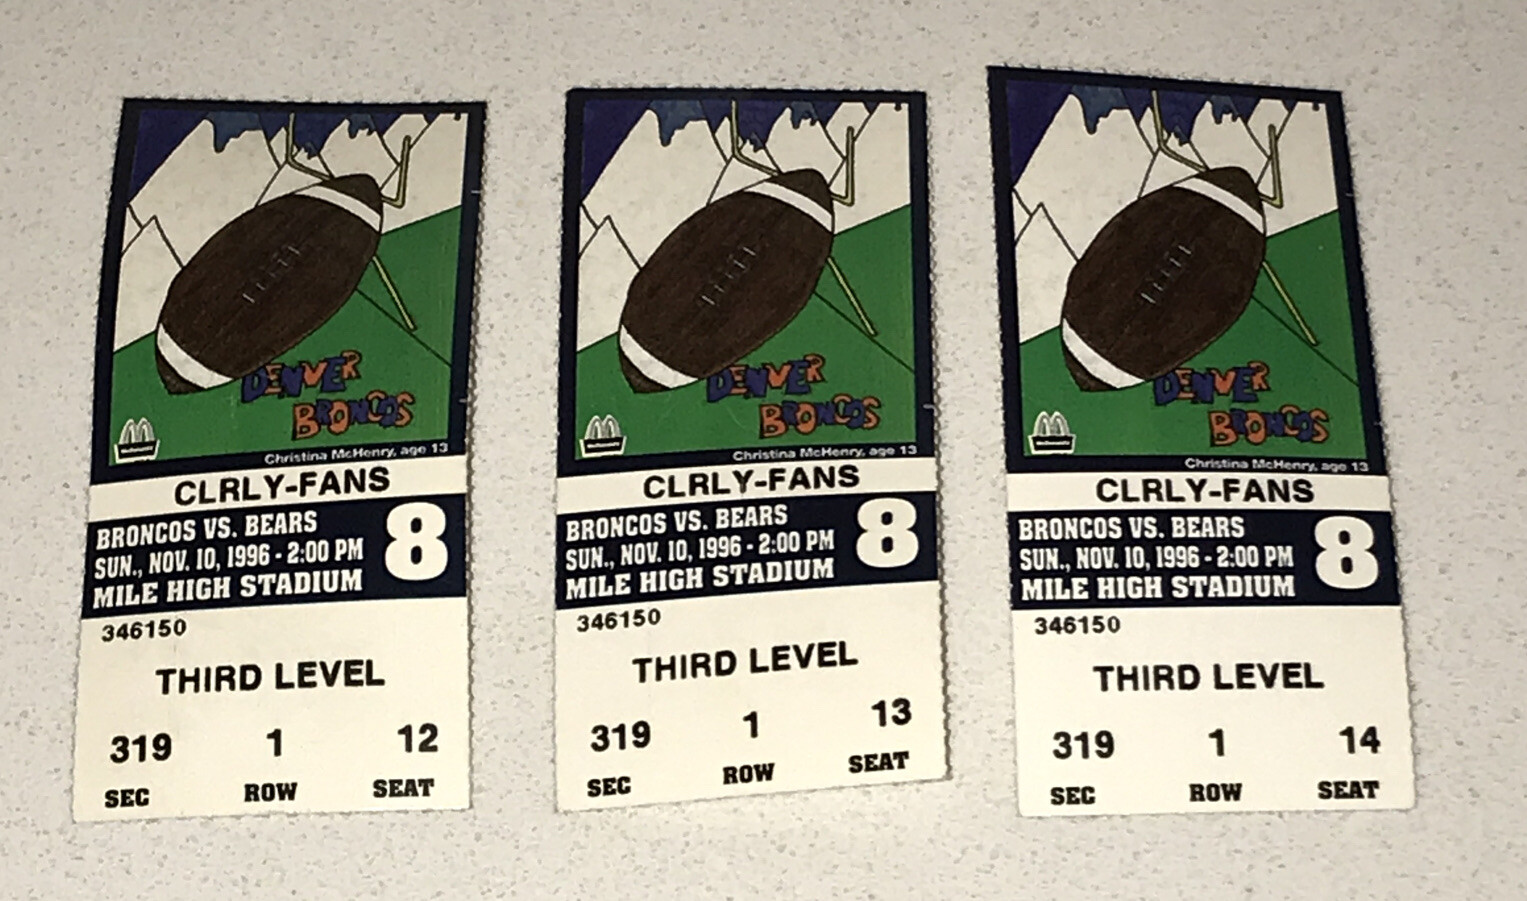 DENVER
BRONCOS
McDonald's
Christina McHenry, age 13
CLRLY-FANS
BRONCOS VS. BEARS
SUN., NOV. 10, 1996 - 2:00 PM
MILE HIGH STADIUM
8
346150
THIRD LEVEL
319 1 12
SEC ROW SEAT
DENVER
BRONCOS
McDonald's
Christina McHenry, age 13
CLRLY-FANS
BRONCOS VS. BEARS
SUN., NOV. 10, 1996 - 2:00 PM
MILE HIGH STADIUM
8
346150
THIRD LEVEL
319 1 13
SEC ROW SEAT
DENVER
BRONCOS
McDonald's
Christina McHenry, age 13
CLRLY-FANS
BRONCOS VS. BEARS
SUN., NOV. 10, 1996 - 2:00 PM
MILE HIGH STADIUM
8
346150
THIRD LEVEL
319 1 14
SEC ROW SEAT